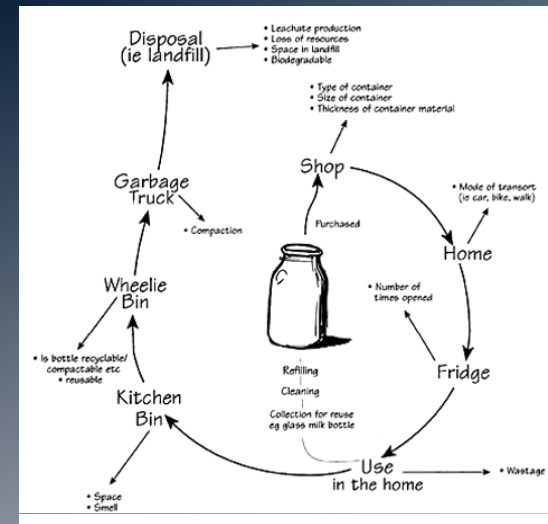 Disposal
(ie landfill)
• Leachate production
• Loss of resources
• Space in landfill
• Biodegradable
• Type of container
• Size of container
• Thickness of container material
Shop
Garbage
Truck
• Compaction
Purchased
• Mode of transort
(ie car, bike, walk)
Home
Wheelie
Bin
• Number of
times opened
• Is bottle recyclable/
compactable etc
• reusable
Refilling
Cleaning
Collection for reuse
eg glass milk bottle
Fridge
Kitchen
Bin
Use
in the home
• Wastage
• Space
• Smell